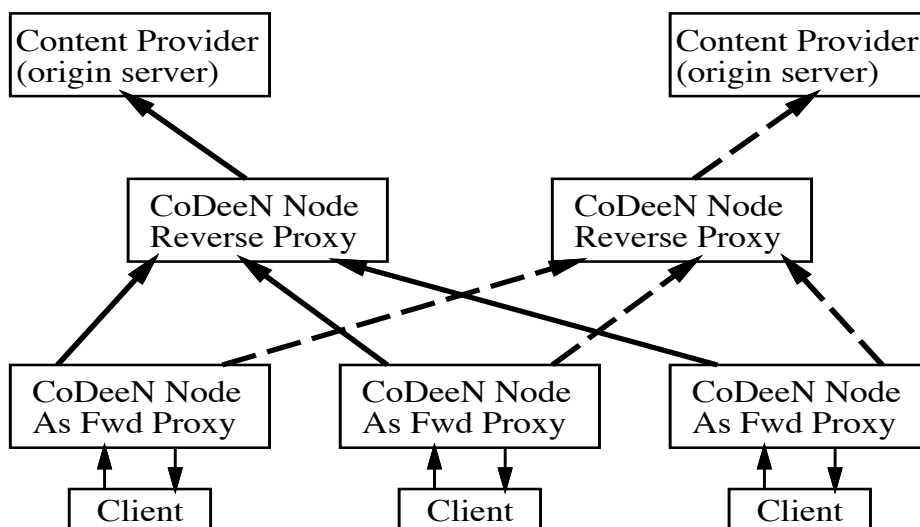 Content Provider
(origin server)
Content Provider
(origin server)
CoDeeN Node
Reverse Proxy
CoDeeN Node
Reverse Proxy
CoDeeN Node
As Fwd Proxy
CoDeeN Node
As Fwd Proxy
CoDeeN Node
As Fwd Proxy
Client
Client
Client